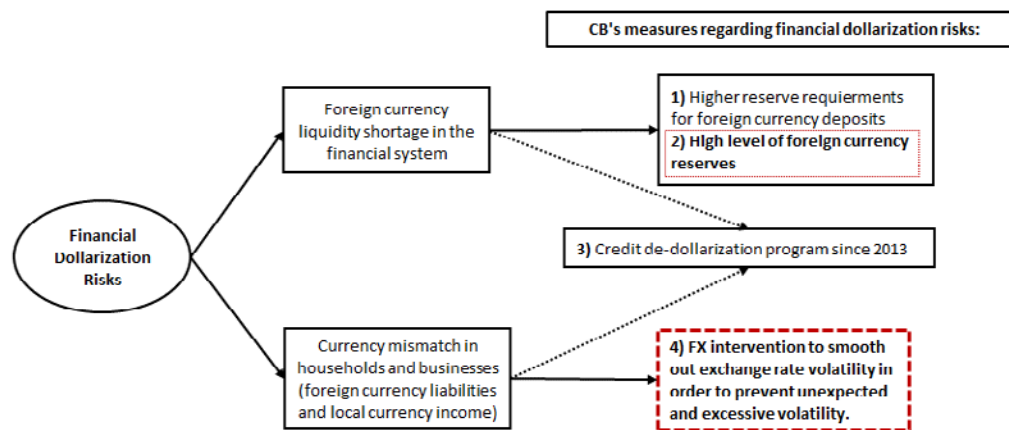 CB's measures regarding financial dollarization risks:
Foreign currency
liquidity shortage in the
financial system
1) Higher reserve requierments
for foreign currency deposits
2) High level of foreign currency
reserves
Financial
Dollarization
Risks
3) Credit de-dollarization program since 2013
Currency mismatch in
households and businesses
(foreign currency liabilities
and local currency income)
4) FX intervention to smooth
out exchange rate volatility in
order to prevent unexpected
and excessive volatility.